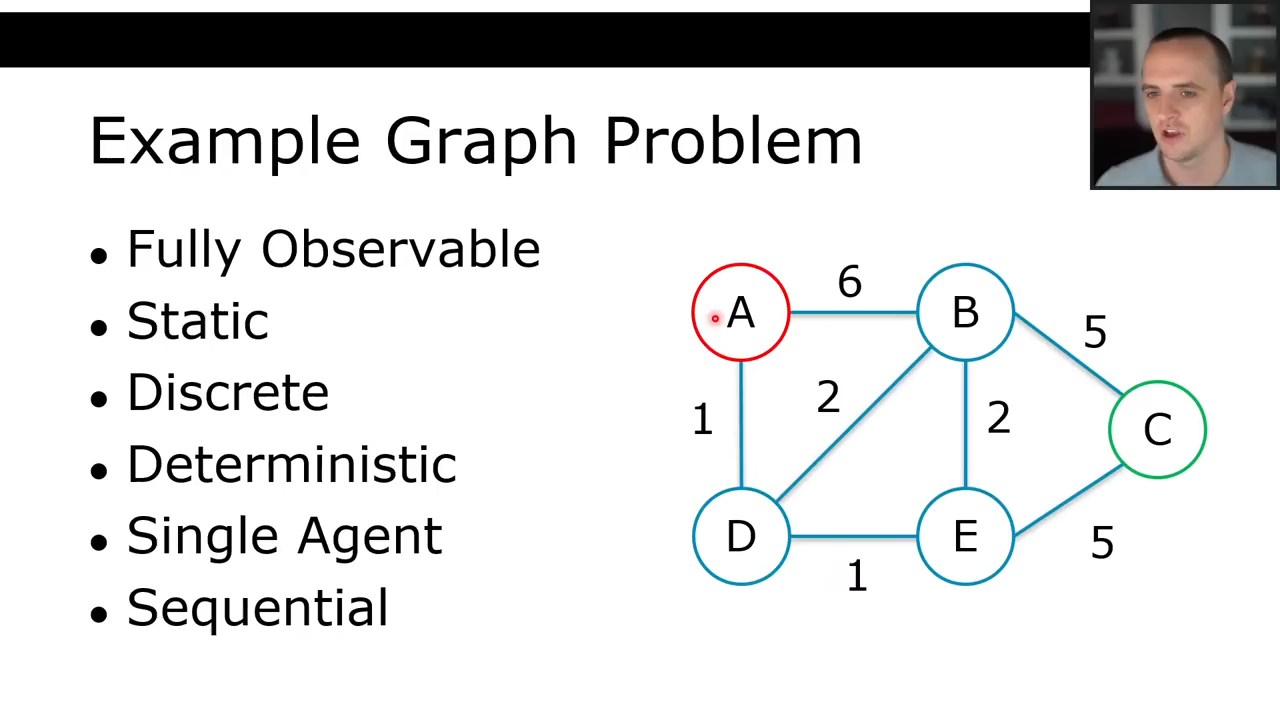 Example Graph Problem
● Fully Observable
● Static
● Discrete
● Deterministic
● Single Agent
● Sequential
A 6 B 5
1 2 2 C
D 1 E 5